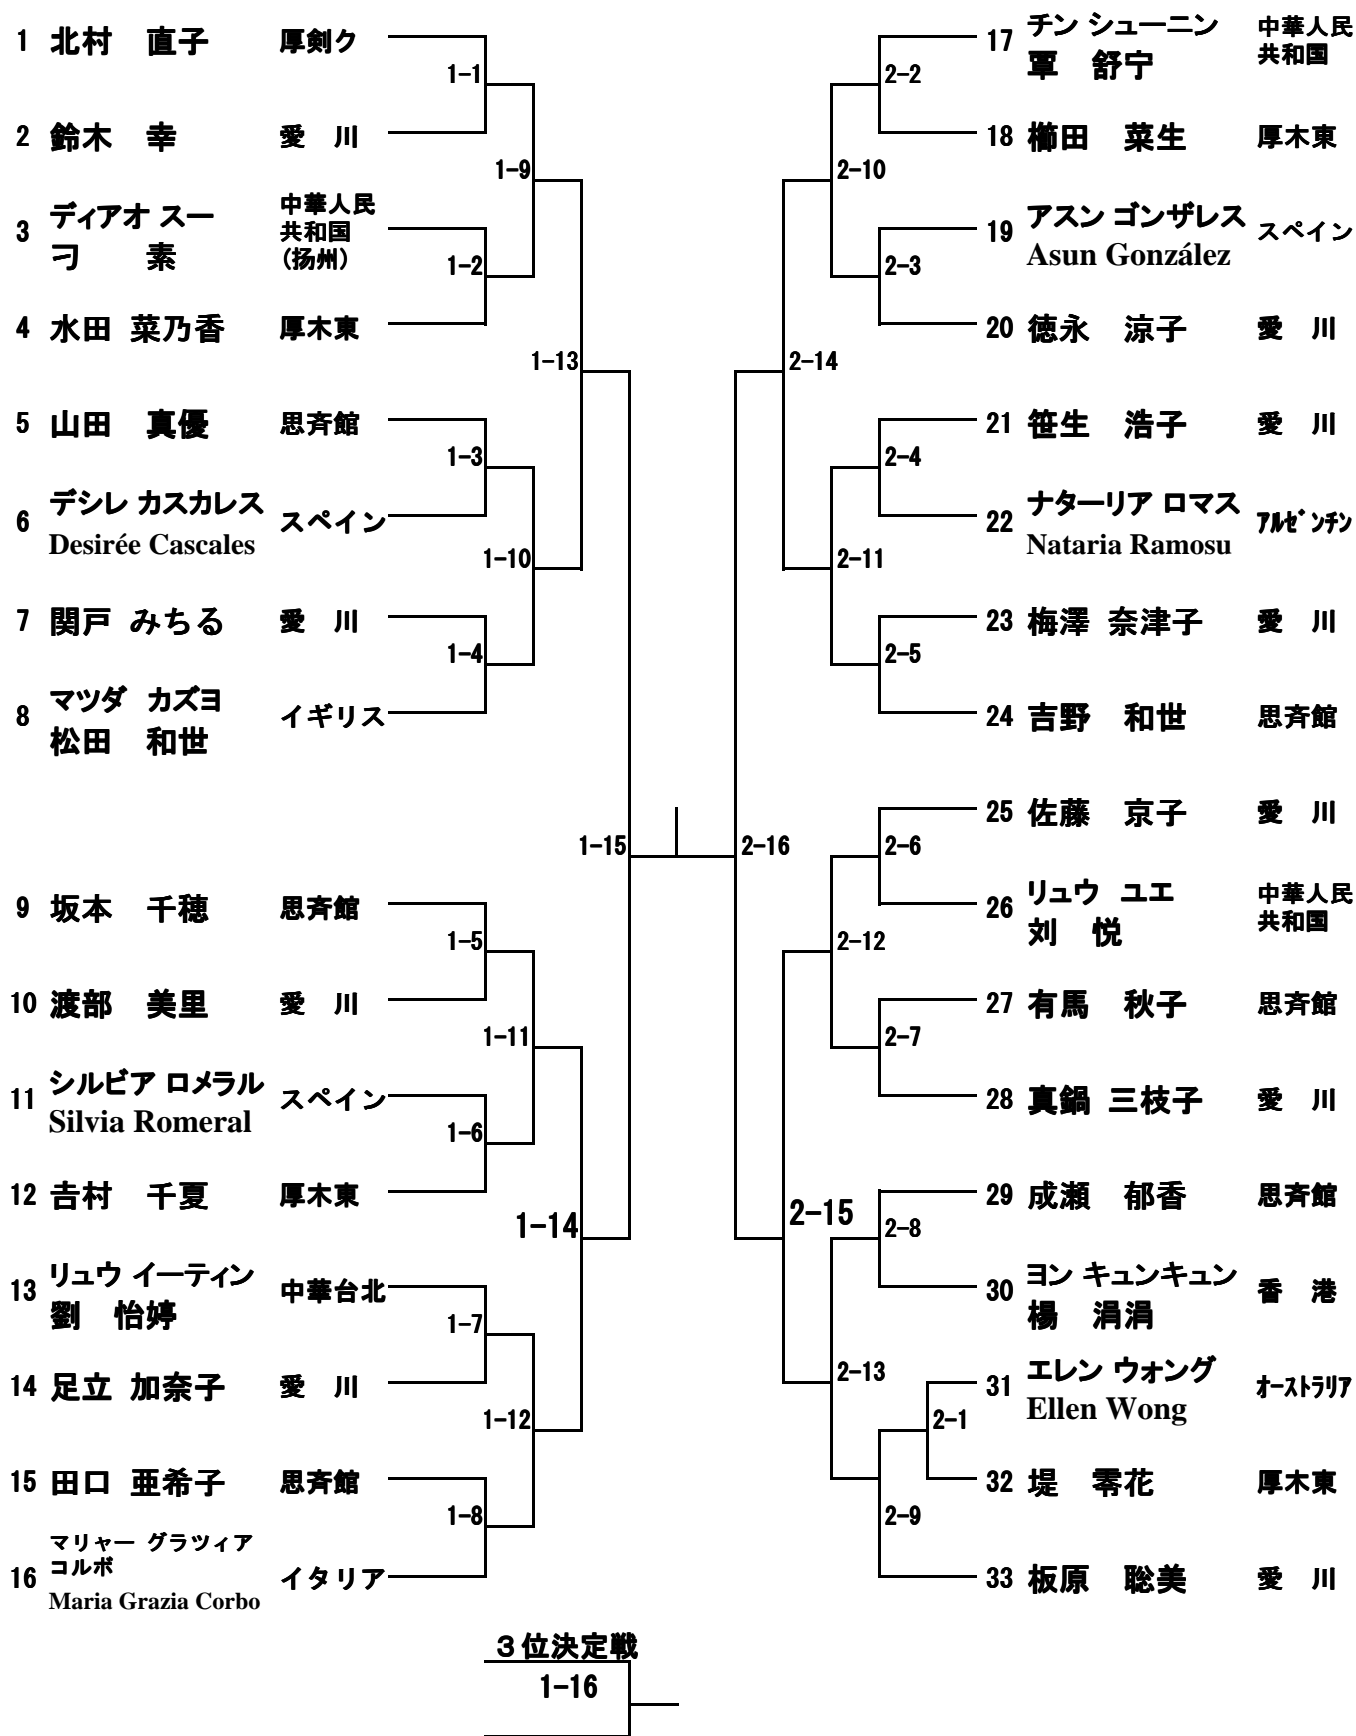 1 北村 直子 厚剣ク
1-1
2 鈴木 幸 愛 川
1-9
3 ディアオ スー
刁 素
中華人民
共和国
(扬州)
1-2
4 水田 菜乃香 厚木東
1-13
5 山田 真優 思斉館
1-3
6 デシレ カスカレス
Desirée Cascales
スペイン
1-10
7 関戸 みちる 愛 川
1-4
8 マツダ カズヨ
松田 和世
イギリス
1-15
9 坂本 千穂 思斉館
1-5
10 渡部 美里 愛 川
1-11
11 シルビア ロメラル
Silvia Romeral
スペイン
1-6
12 吉村 千夏 厚木東
1-14
13 リュウ イーティン
劉 怡婷
中華台北
1-7
14 足立 加奈子 愛 川
1-12
15 田口 亜希子 思斉館
1-8
16 マリャー グラツィア
コルボ
Maria Grazia Corbo
イタリア
17 チン シューニン
覃 舒宁
中華人民
共和国
2-2
18 櫛田 菜生 厚木東
2-10
19 アスン ゴンザレス
Asun González
スペイン
2-3
20 徳永 涼子 愛 川
2-14
21 笹生 浩子 愛 川
2-4
22 ナターリア ロマス
Nataria Ramosu
ｱﾙｾﾞﾝﾁﾝ
2-11
23 梅澤 奈津子 愛 川
2-5
24 吉野 和世 思斉館
2-16
25 佐藤 京子 愛 川
2-6
26 リュウ ユエ
刘 悦
中華人民
共和国
2-12
27 有馬 秋子 思斉館
2-7
28 真鍋 三枝子 愛 川
2-15
29 成瀬 郁香 思斉館
2-8
30 ヨン キュンキュン
楊 涓涓
香 港
2-13
31 エレン ウォング
Ellen Wong
ｵｰｽﾄﾗﾘｱ
2-1
32 堤 零花 厚木東
2-9
33 板原 聡美 愛 川
３位決定戦
1-16